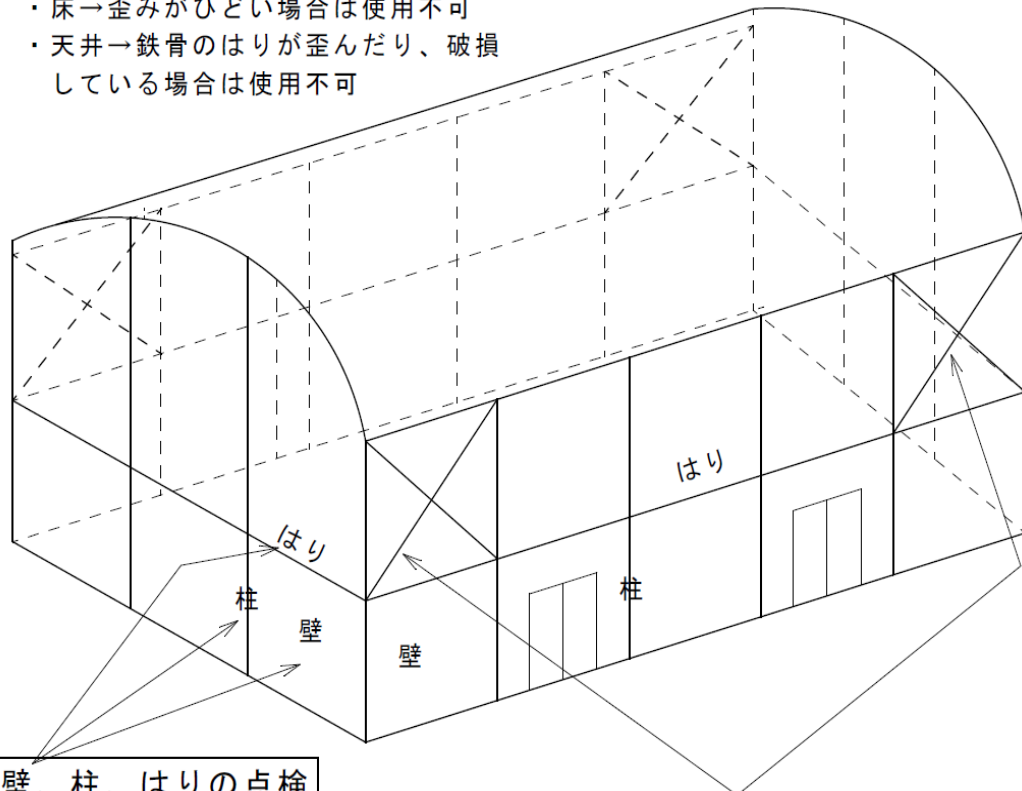 ・床→歪みがひどい場合は使用不可
・天井→鉄骨のはりが歪んだり、破損
している場合は使用不可
はり
はり
柱
柱
壁
壁
壁　柱　はりの点検